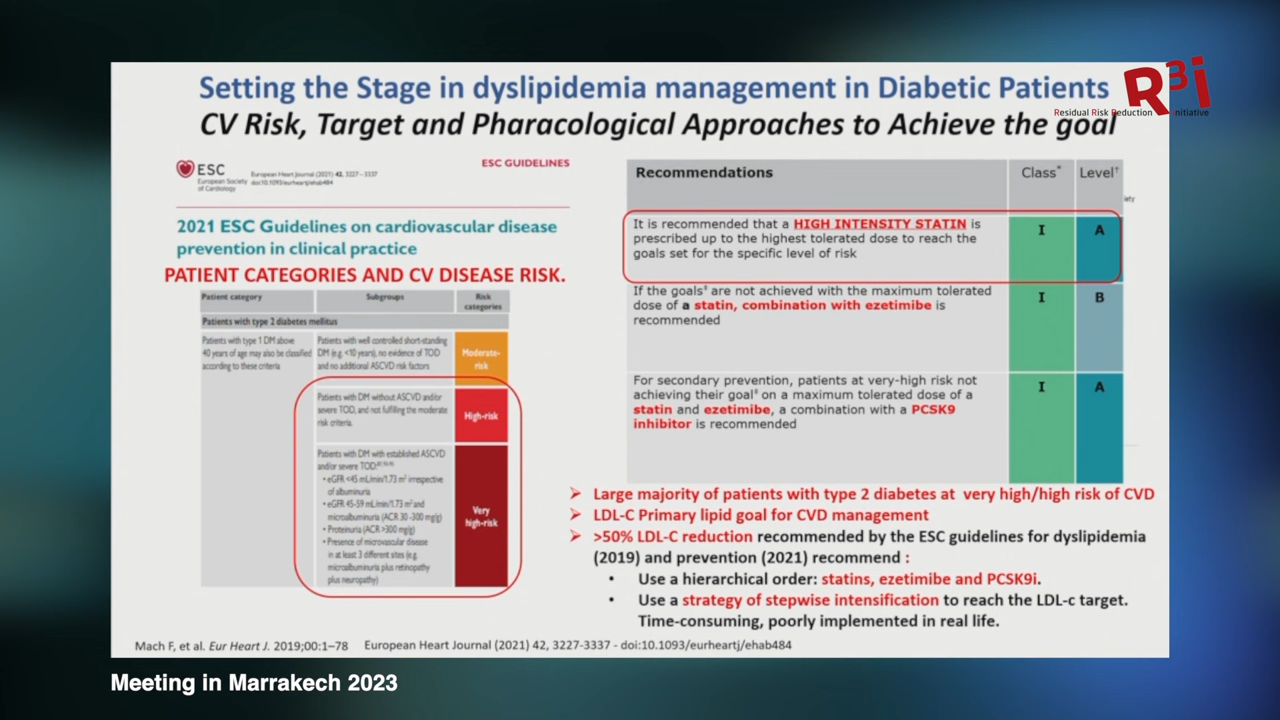 Setting the Stage in dyslipidemia management in Diabetic Patients
CV Risk, Target and Pharacological Approaches to Achieve the goal
R3i
Residual Risk Reduction Initiative
ESC
European Society
of Cardiology
European Heart Journal (2021) 42, 3227–3337
doi:10.1093/eurheartj/ehab484
ESC GUIDELINES
2021 ESC Guidelines on cardiovascular disease
prevention in clinical practice
PATIENT CATEGORIES AND CV DISEASE RISK.
Patient category Subgroups Risk
categories
Patients with type 2 diabetes mellitus
Patients with type 1 DM above
40 years of age may also be classified
according to these criteria
Patients with well controlled short-standing
DM (e.g. <10 years), no evidence of TOD
and no additional ASCVD risk factors
Moderate-
risk
Patients with DM without ASCVD and/or
severe TOD, and not fulfilling the moderate
risk criteria.
High-risk
Patients with DM with established ASCVD
and/or severe TOD:
• eGFR <45 mL/min/1.73 m² irrespective
of albuminuria
• eGFR 45-59 mL/min/1.73 m² and
microalbuminuria (ACR 30 -300 mg/g)
• Proteinuria (ACR >300 mg/g)
• Presence of microvascular disease
in at least 3 different sites (e.g.
microalbuminuria plus retinopathy
plus neuropathy)
Very
high-risk
Recommendations Class* Level†
It is recommended that a HIGH INTENSITY STATIN is
prescribed up to the highest tolerated dose to reach the
goals set for the specific level of risk
I A
If the goals‡ are not achieved with the maximum tolerated
dose of a statin, combination with ezetimibe is
recommended
I B
For secondary prevention, patients at very-high risk not
achieving their goal‡ on a maximum tolerated dose of a
statin and ezetimibe, a combination with a PCSK9
inhibitor is recommended
I A
➢ Large majority of patients with type 2 diabetes at very high/high risk of CVD
➢ LDL-C Primary lipid goal for CVD management
➢ >50% LDL-C reduction recommended by the ESC guidelines for dyslipidemia
(2019) and prevention (2021) recommend :
• Use a hierarchical order: statins, ezetimibe and PCSK9i.
• Use a strategy of stepwise intensification to reach the LDL-c target.
Time-consuming, poorly implemented in real life.
Mach F, et al. Eur Heart J. 2019;00:1–78 European Heart Journal (2021) 42, 3227-3337 - doi:10.1093/eurheartj/ehab484
Meeting in Marrakech 2023